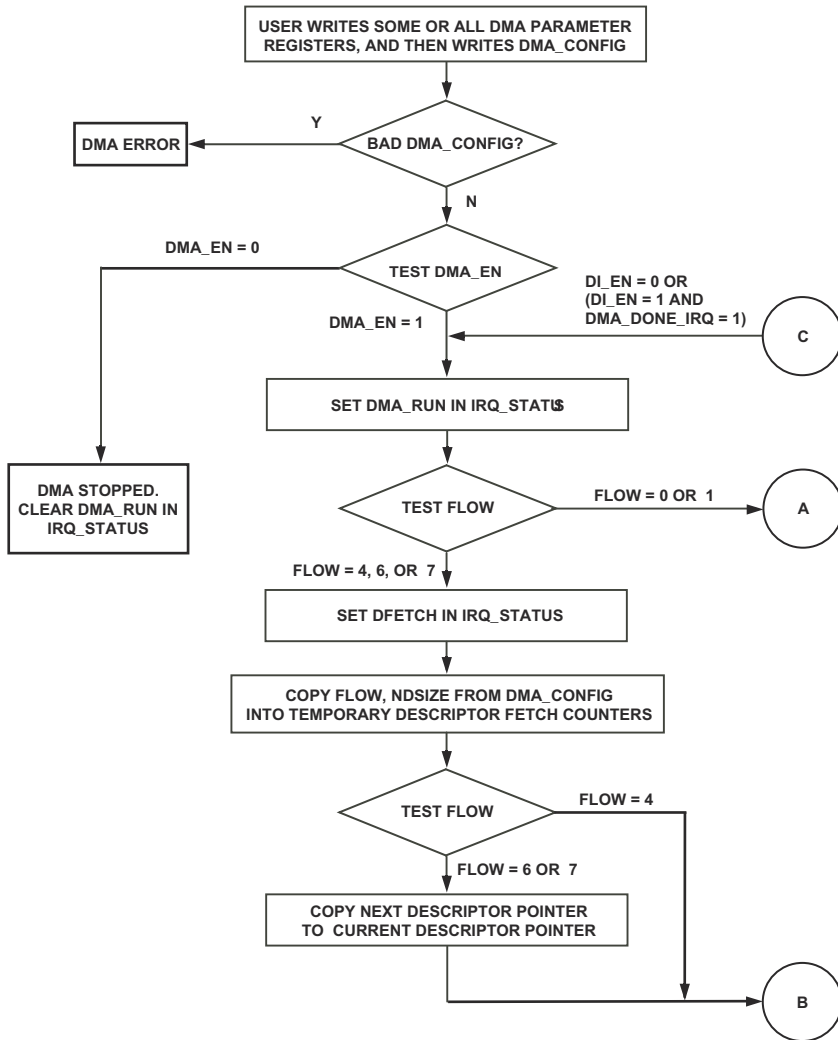 USER WRITES SOME OR ALL DMA PARAMETER
REGISTERS, AND THEN WRITES DMA_CONFIG
Y
DMA ERROR
BAD DMA_CONFIG?
N
DMA_EN = 0
TEST DMA_EN
DI_EN = 0 OR
(DI_EN = 1 AND
DMA_DONE_IRQ = 1)
C
DMA_EN = 1
SET DMA_RUN IN IRQ_STATUS
DMA STOPPED.
CLEAR DMA_RUN IN
IRQ_STATUS
TEST FLOW
FLOW = 0 OR 1
A
FLOW = 4, 6, OR 7
SET DFETCH IN IRQ_STATUS
COPY FLOW, NDSIZE FROM DMA_CONFIG
INTO TEMPORARY DESCRIPTOR FETCH COUNTERS
TEST FLOW
FLOW = 4
FLOW = 6 OR 7
COPY NEXT DESCRIPTOR POINTER
TO CURRENT DESCRIPTOR POINTER
B